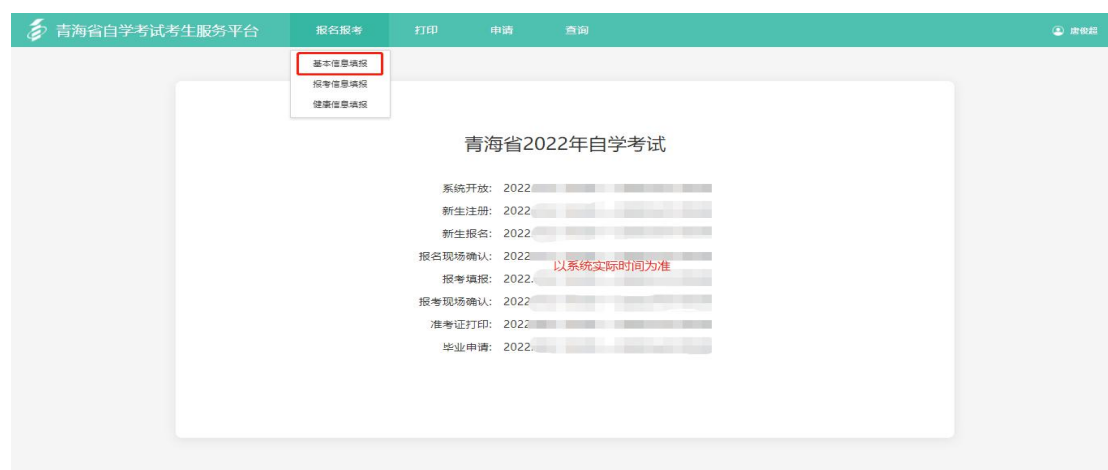 青海省自学考试考生服务平台 报名报考 打印 申请 查询
基本信息填报
报考信息填报
健康信息填报
青海省2022年自学考试
系统开放: 2022
新生注册: 2022
新生报名: 2022
报名现场确认: 2022
以系统实际时间为准
报考填报: 2022.
报考现场确认: 2022
准考证打印: 2022
毕业申请: 2022